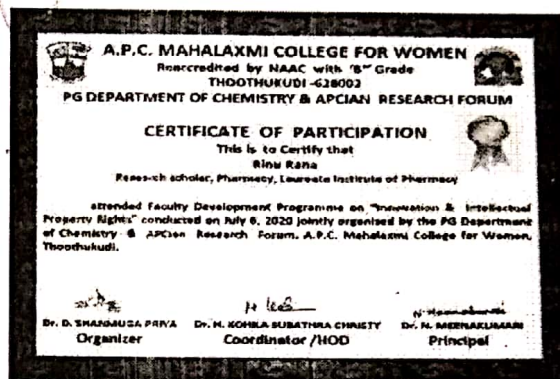 A.P.C. MAHALAXMI COLLEGE FOR WOMEN
Reaccredited by NAAC with "B" Grade
THOOTHUKUDI -628002
PG DEPARTMENT OF CHEMISTRY & APCIAN RESEARCH FORUM
CERTIFICATE OF PARTICIPATION
This is to Certify that
Rinu Rana
Research scholar, Pharmacy, Laureate Institute of Pharmacy
attended Faculty Development Programme on "Innovation & Intellectual
Property Rights" conducted on July 6, 2020 jointly organised by the PG Department
of Chemistry & APCian Research Forum, A.P.C. Mahalaxmi College for Women,
Thoothukudi.
Dr. D. SHANMUGA PRIYA Dr. H. KOHILA SUBATHRA CHRISTY Dr. N. MEENAKUMARI
Organizer Coordinator /HOD Principal